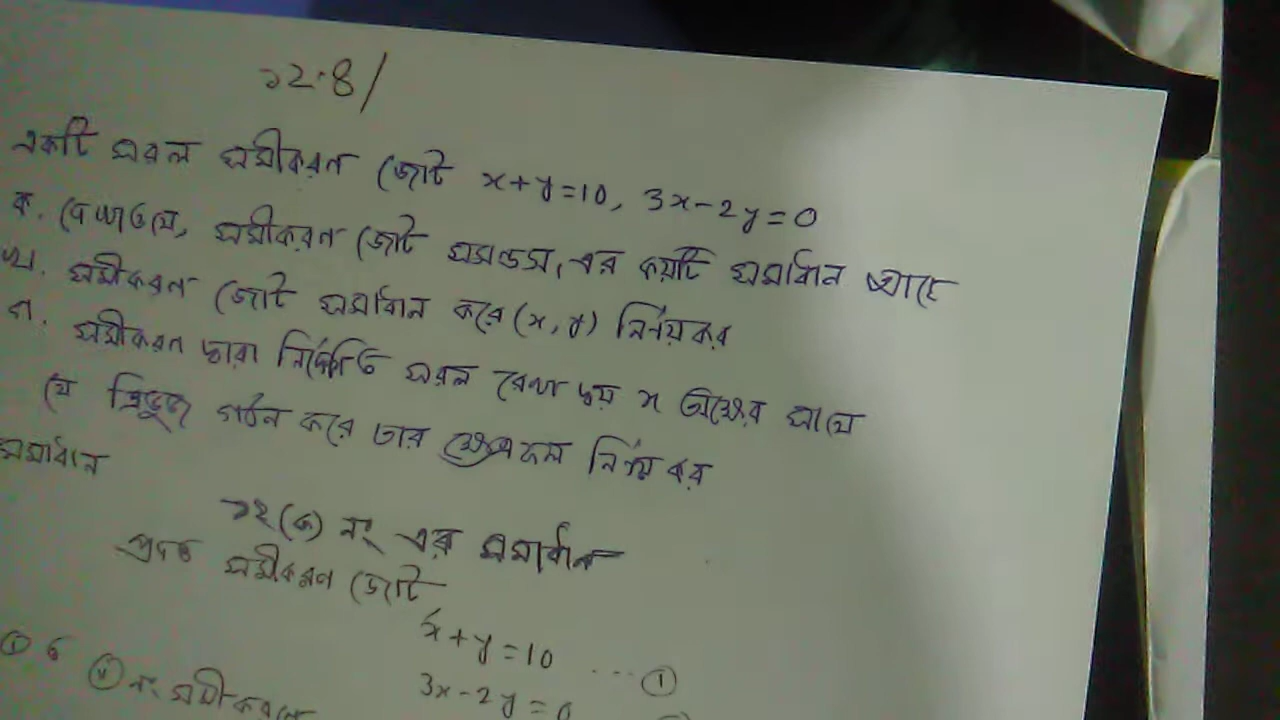 ১২.৪/
একটি সরল সমীকরণ জোট x+y=10, 3x-2y=0
ক. দেখাও যে, সমীকরণ জোট সমঞ্জস, এর কয়টি সমাধান আছে
খ. সমীকরণ জোট সমাধান করে (x, y) নির্ণয় কর
গ. সমীকরণ দ্বারা নির্দেশিত সরল রেখা দ্বয় x অক্ষের সাথে
যে ত্রিভুজ গঠন করে তার ক্ষেত্রফল নির্ণয় কর
সমাধান
১২(ক) নং এর সমাধান
প্রদত্ত সমীকরণ জোট
x+y=10 ... ①
3x-2y=0
① ও ⑪ নং সমীকরণে